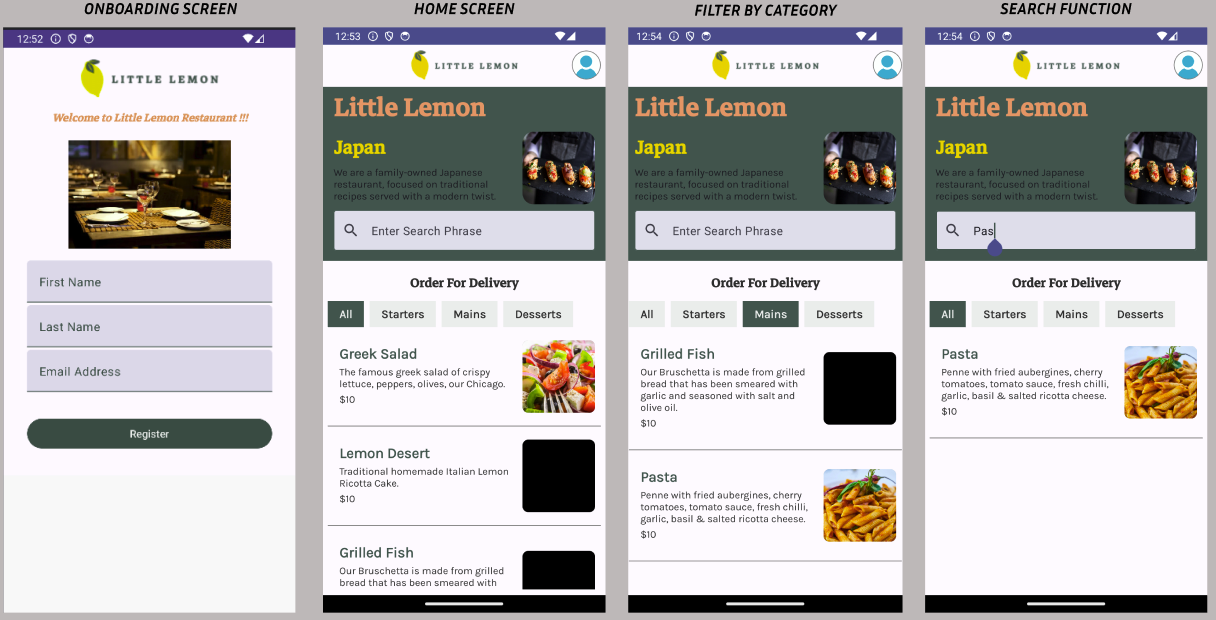 ONBOARDING SCREEN
12:52
LITTLE LEMON
Welcome to Little Lemon Restaurant !!!
First Name
Last Name
Email Address
Register
HOME SCREEN
12:53
LITTLE LEMON
Little Lemon
Japan
We are a family-owned Japanese
restaurant, focused on traditional
recipes served with a modern twist.
Enter Search Phrase
Order For Delivery
All
Starters
Mains
Desserts
Greek Salad
The famous greek salad of crispy
lettuce, peppers, olives, our Chicago.
$10
Lemon Desert
Traditional homemade Italian Lemon
Ricotta Cake.
$10
Grilled Fish
Our Bruschetta is made from grilled
bread that has been smeared with
FILTER BY CATEGORY
12:54
LITTLE LEMON
Little Lemon
Japan
We are a family-owned Japanese
restaurant, focused on traditional
recipes served with a modern twist.
Enter Search Phrase
Order For Delivery
All
Starters
Mains
Desserts
Grilled Fish
Our Bruschetta is made from grilled
bread that has been smeared with
garlic and seasoned with salt and
olive oil.
$10
Pasta
Penne with fried aubergines, cherry
tomatoes, tomato sauce, fresh chilli,
garlic, basil & salted ricotta cheese.
$10
SEARCH FUNCTION
12:54
LITTLE LEMON
Little Lemon
Japan
We are a family-owned Japanese
restaurant, focused on traditional
recipes served with a modern twist.
Pas
Order For Delivery
All
Starters
Mains
Desserts
Pasta
Penne with fried aubergines, cherry
tomatoes, tomato sauce, fresh chilli,
garlic, basil & salted ricotta cheese.
$10